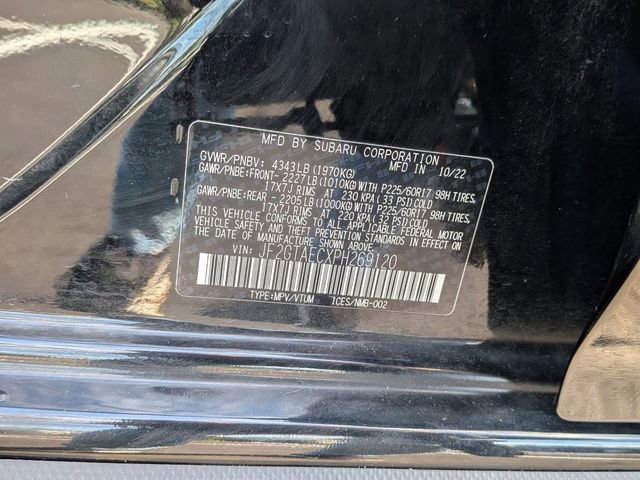 MFD BY SUBARU CORPORATION 10/22
GVWR/PNBV: 4343LB (1970KG) MADE IN
GAWR/PNBE: FRONT- 2227LB (1010KG) WITH P225/60R17 98H TIRES,
17X7J RIMS AT 230 KPA (33 PSI) COLD
GAWR/PNBE: REAR - 2205LB (1000KG) WITH P225/60R17 98H TIRES,
17X7J RIMS AT 220 KPA (32 PSI) COLD
THIS VEHICLE CONFORMS TO ALL APPLICABLE FEDERAL MOTOR
VEHICLE SAFETY AND THEFT PREVENTION STANDARDS IN EFFECT ON
THE DATE OF MANUFACTURE SHOWN ABOVE.
VIN: JF2GTAECXPH269120
TYPE:MPV/VTUM 1CES/NMB-002